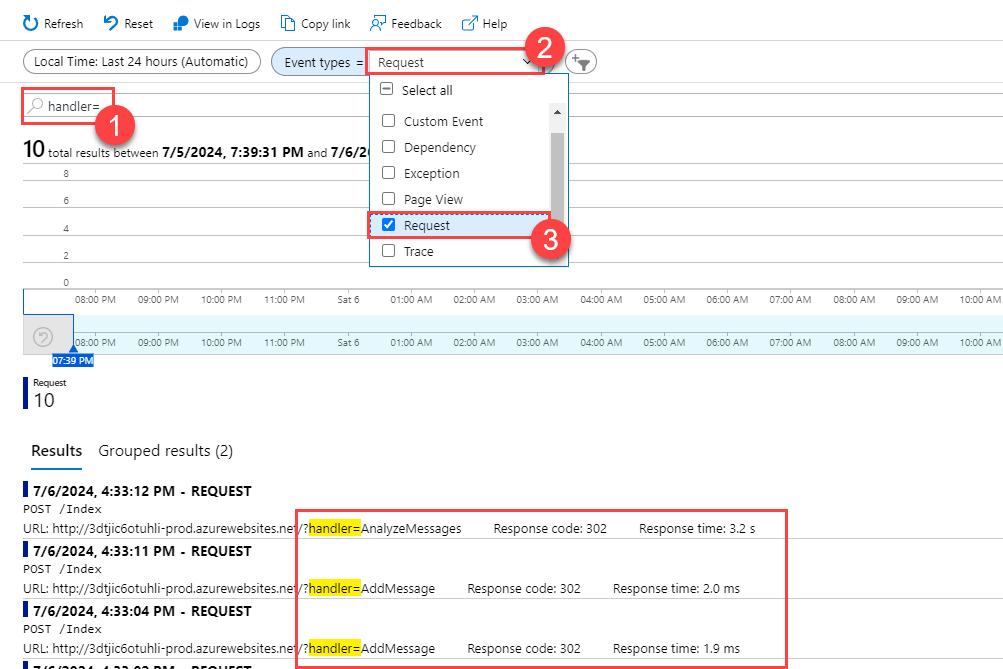 Refresh Reset View in Logs Copy link Feedback Help
Local Time: Last 24 hours (Automatic) Event types = Request 2
Select all
handler= 1
Custom Event
Dependency
10 total results between 7/5/2024, 7:39:31 PM and 7/6/2
Exception
Page View
Request 3
Trace
8
6
4
2
0
08:00 PM 09:00 PM 10:00 PM 11:00 PM Sat 6 01:00 AM 02:00 AM 03:00 AM 04:00 AM 05:00 AM 06:00 AM 07:00 AM 08:00 AM 09:00 AM 10:00 AM
08:00 PM 09:00 PM 10:00 PM 11:00 PM Sat 6 01:00 AM 02:00 AM 03:00 AM 04:00 AM 05:00 AM 06:00 AM 07:00 AM 08:00 AM 09:00 AM 10:00 AM
07:39 PM
Request
10
Results Grouped results (2)
7/6/2024, 4:33:12 PM - REQUEST
POST /Index
URL: http://3dtjic6otuhli-prod.azurewebsites.net/?handler=AnalyzeMessages Response code: 302 Response time: 3.2 s
7/6/2024, 4:33:11 PM - REQUEST
POST /Index
URL: http://3dtjic6otuhli-prod.azurewebsites.net/?handler=AddMessage Response code: 302 Response time: 2.0 ms
7/6/2024, 4:33:04 PM - REQUEST
POST /Index
URL: http://3dtjic6otuhli-prod.azurewebsites.net/?handler=AddMessage Response code: 302 Response time: 1.9 ms